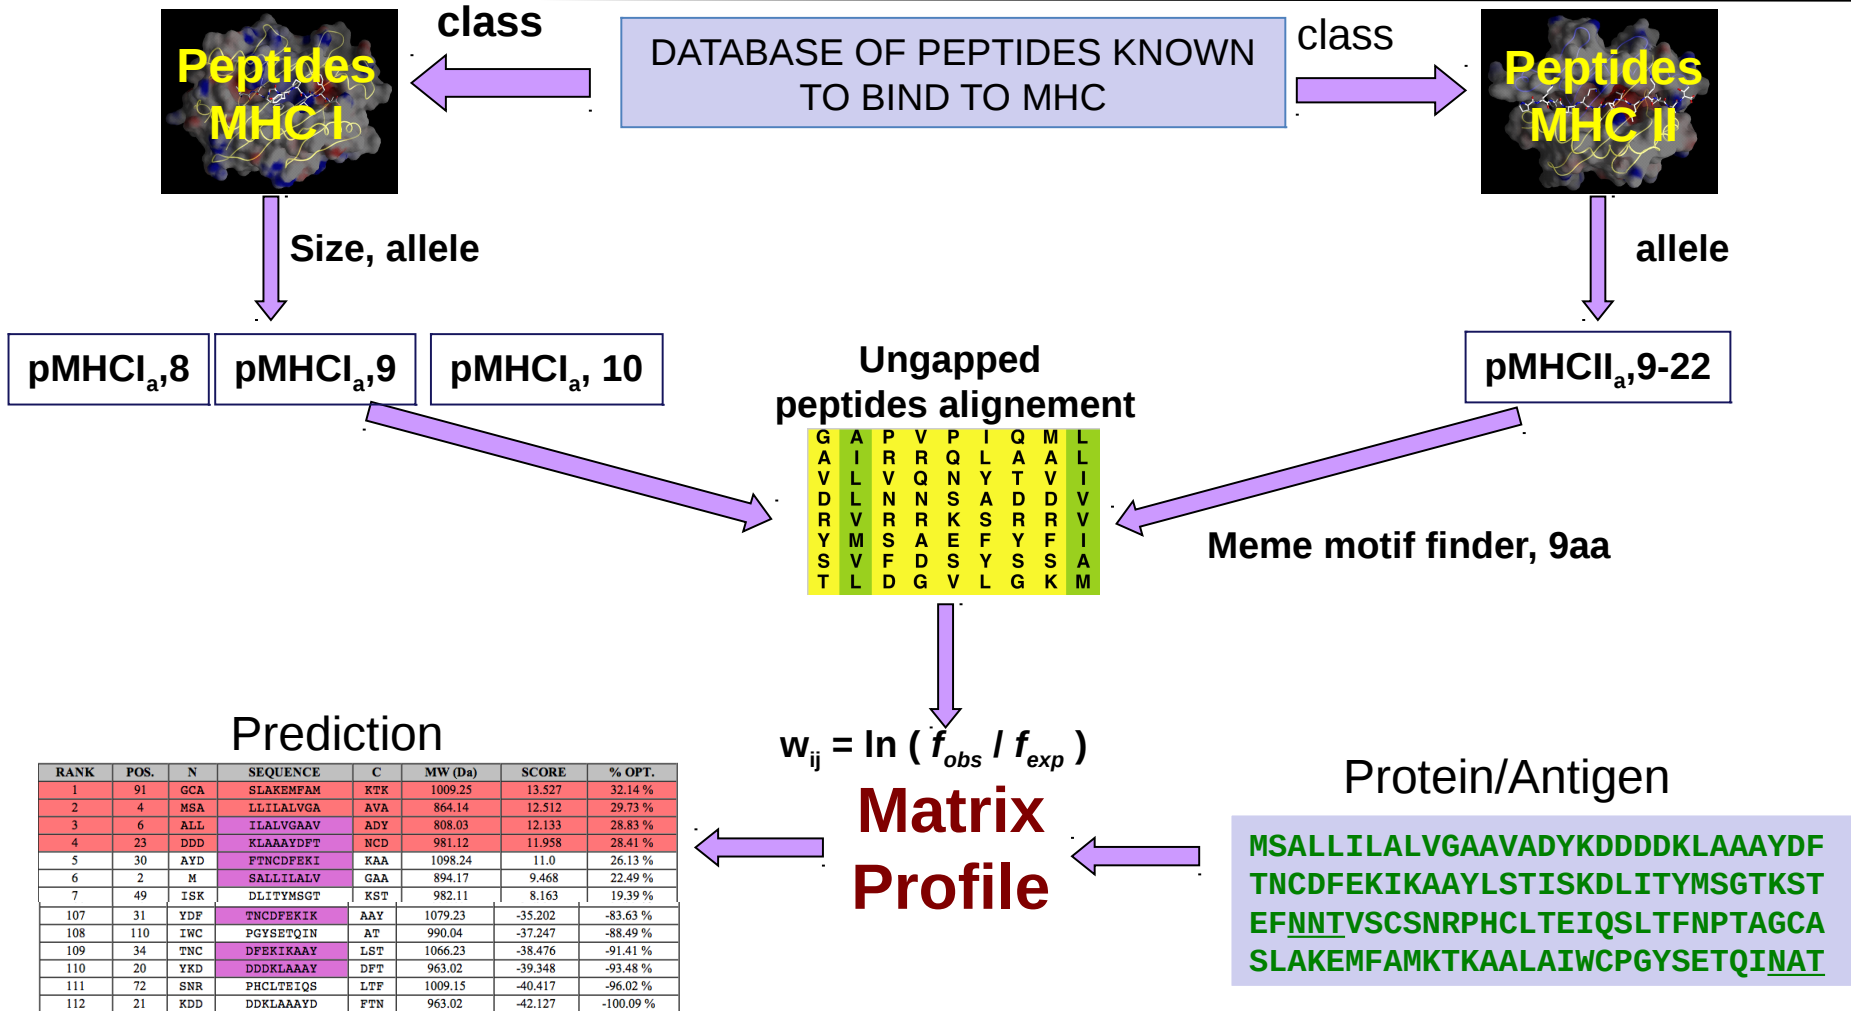 class
DATABASE OF PEPTIDES KNOWN
TO BIND TO MHC
class
Peptides
MHC I
Peptides
MHC II
Size, allele
allele
pMHCIa,8
pMHCIa,9
pMHCIa, 10
pMHCIIa,9-22
Ungapped
peptides alignement
G A P V P I Q M L
A I R R Q L A A L
V L V Q N Y T V I
D L N N S A D D V
R V R R K S R R V
Y M S A E F Y F I
S V F D S Y S S A
T L D G V L G K M
Meme motif finder, 9aa
wij = ln ( fobs / fexp )
Matrix
Profile
Prediction
RANK POS. N SEQUENCE C MW (Da) SCORE % OPT.
1 91 GCA SLAKEMFAM KTK 1009.25 13.527 32.14 %
2 4 MSA LLILALVGA AVA 864.14 12.512 29.73 %
3 6 ALL ILALVGAAV ADY 808.03 12.133 28.83 %
4 23 DDD KLAAAYDFT NCD 981.12 11.958 28.41 %
5 30 AYD FTNCDFEKI KAA 1098.24 11.0 26.13 %
6 2 M SALLILALV GAA 894.17 9.468 22.49 %
7 49 ISK DLITYMSGT KST 982.11 8.163 19.39 %
107 31 YDF TNCDFEKIK AAY 1079.23 -35.202 -83.63 %
108 110 IWC PGYSETQIN AT 990.04 -37.247 -88.49 %
109 34 TNC DFEKIKAAY LST 1066.23 -38.476 -91.41 %
110 20 YKD DDDKLAAAY DFT 963.02 -39.348 -93.48 %
111 72 SNR PHCLTEIQS LTF 1009.15 -40.417 -96.02 %
112 21 KDD DDKLAAAYD FTN 963.02 -42.127 -100.09 %
Protein/Antigen
MSALLILALVGAAVADYKDDDDKLAAAYDF
TNCDFEKIKAAYLSTISKDLITYMSGTKST
EFNNTVSCSNRPHCLTEIQSLTFNPTAGCA
SLAKEMFAMKTKAALAIWCPGYSETQINAT